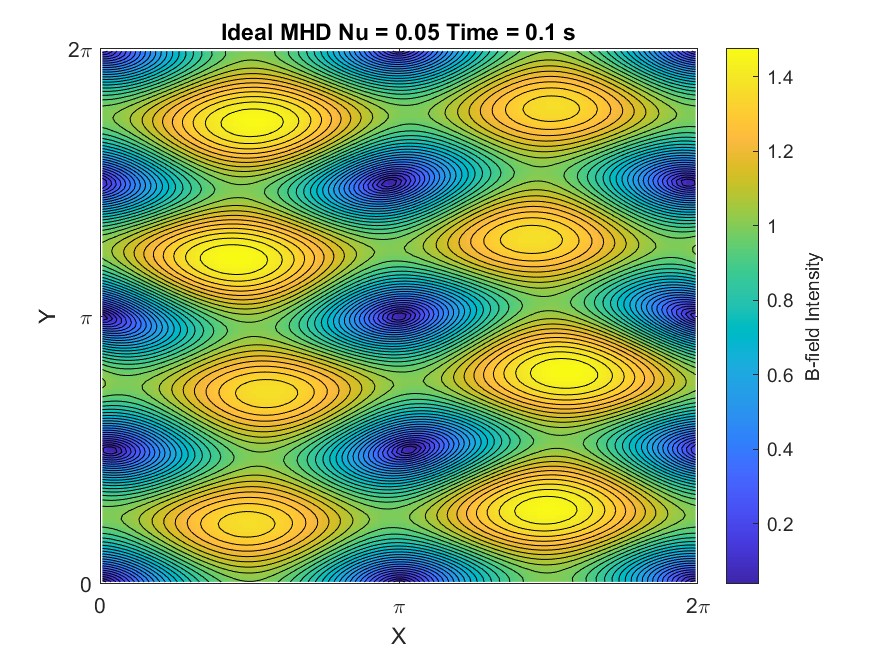 Ideal MHD Nu = 0.05 Time = 0.1 s
2π
π
0
Y
0
π
2π
X
1.4
1.2
1
0.8
0.6
0.4
0.2
B-field Intensity